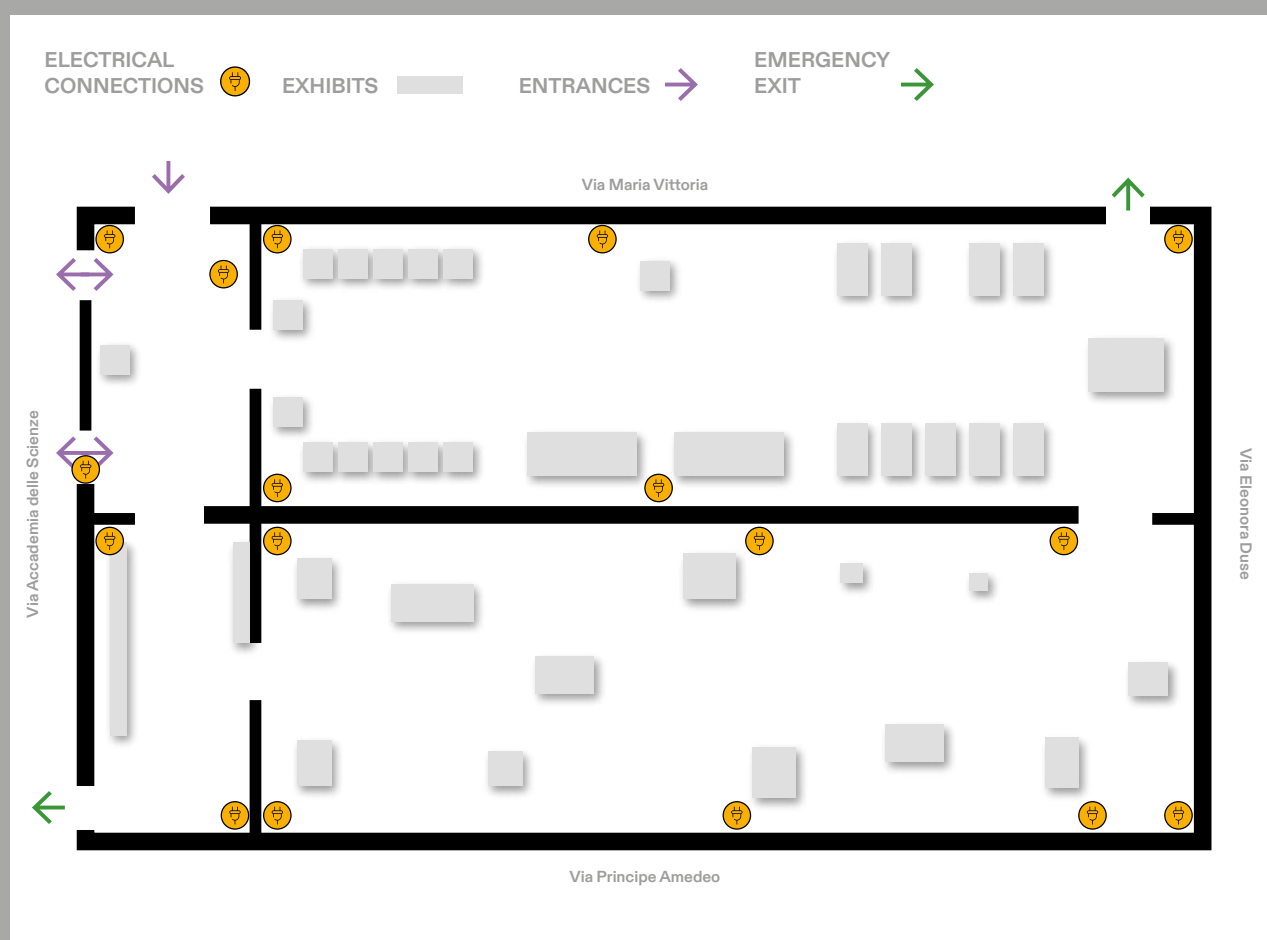 ELECTRICAL
CONNECTIONS
EXHIBITS
ENTRANCES
EMERGENCY
EXIT
Via Maria Vittoria
Via Accademia delle Scienze
Via Eleonora Duse
Via Principe Amedeo